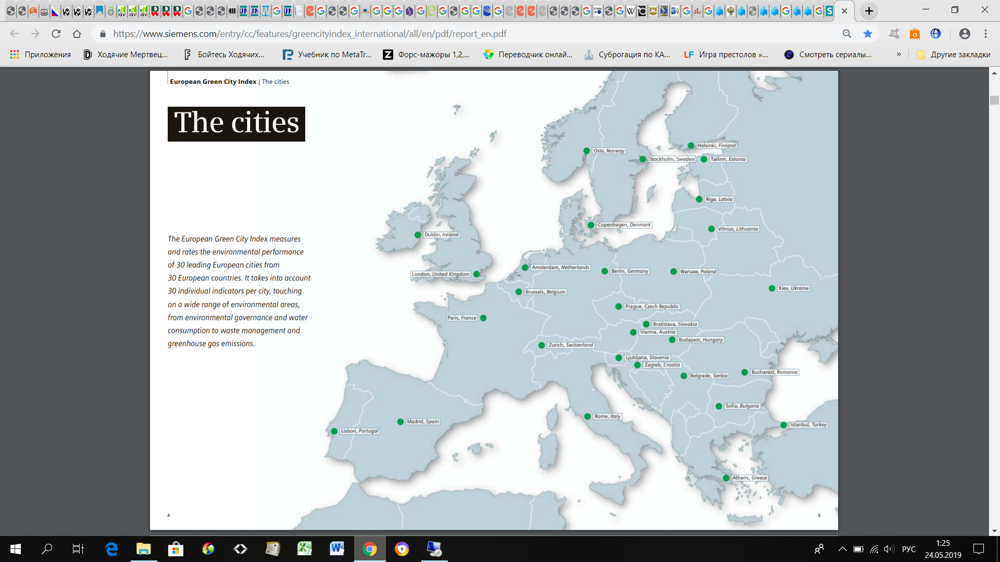 https://www.siemens.com/entry/cc/features/greencityindex_international/all/en/pdf/report_en.pdf
Приложения
Ходячие Мертвец...
Бойтесь Ходячих...
Учебник по MetaTr...
Форс-мажоры 1,2,...
Переводчик онлай...
Суброгация по КА...
Игра престолов »...
Смотреть сериалы...
»
Другие закладки
European Green City Index | The cities
The cities
The European Green City Index measures
and rates the environmental performance
of 30 leading European cities from
30 European countries. It takes into account
30 individual indicators per city, touching
on a wide range of environmental areas,
from environmental governance and water
consumption to waste management and
greenhouse gas emissions.
Helsinki, Finland
Oslo, Norway
Stockholm, Sweden
Tallinn, Estonia
Riga, Latvia
Copenhagen, Denmark
Vilnius, Lithuania
Dublin, Ireland
Amsterdam, Netherlands
Berlin, Germany
Warsaw, Poland
London, United Kingdom
Kiev, Ukraine
Brussels, Belgium
Prague, Czech Republic
Paris, France
Bratislava, Slovakia
Vienna, Austria
Budapest, Hungary
Zurich, Switzerland
Ljubljana, Slovenia
Zagreb, Croatia
Bucharest, Romania
Belgrade, Serbia
Sofia, Bulgaria
Rome, Italy
Madrid, Spain
Istanbul, Turkey
Lisbon, Portugal
Athens, Greece
4
5
РУС
1:25
24.05.2019